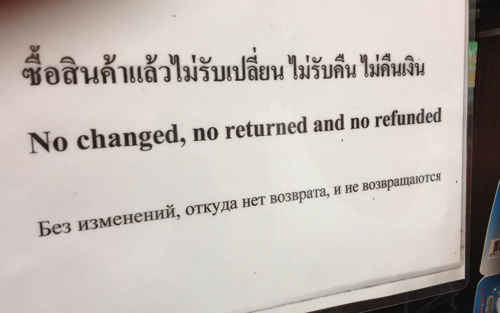 ซื้อสินค้าแล้วไม่รับเปลี่ยน ไม่รับคืน ไม่คืนเงิน
No changed, no returned and no refunded
Без изменений, откуда нет возврата, и не возвращаются